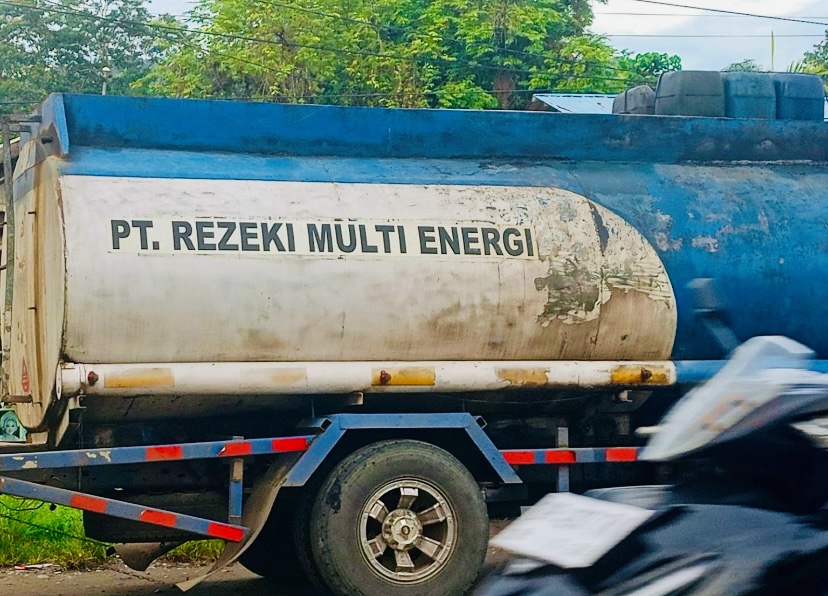 PT. REZEKI MULTI ENERGI